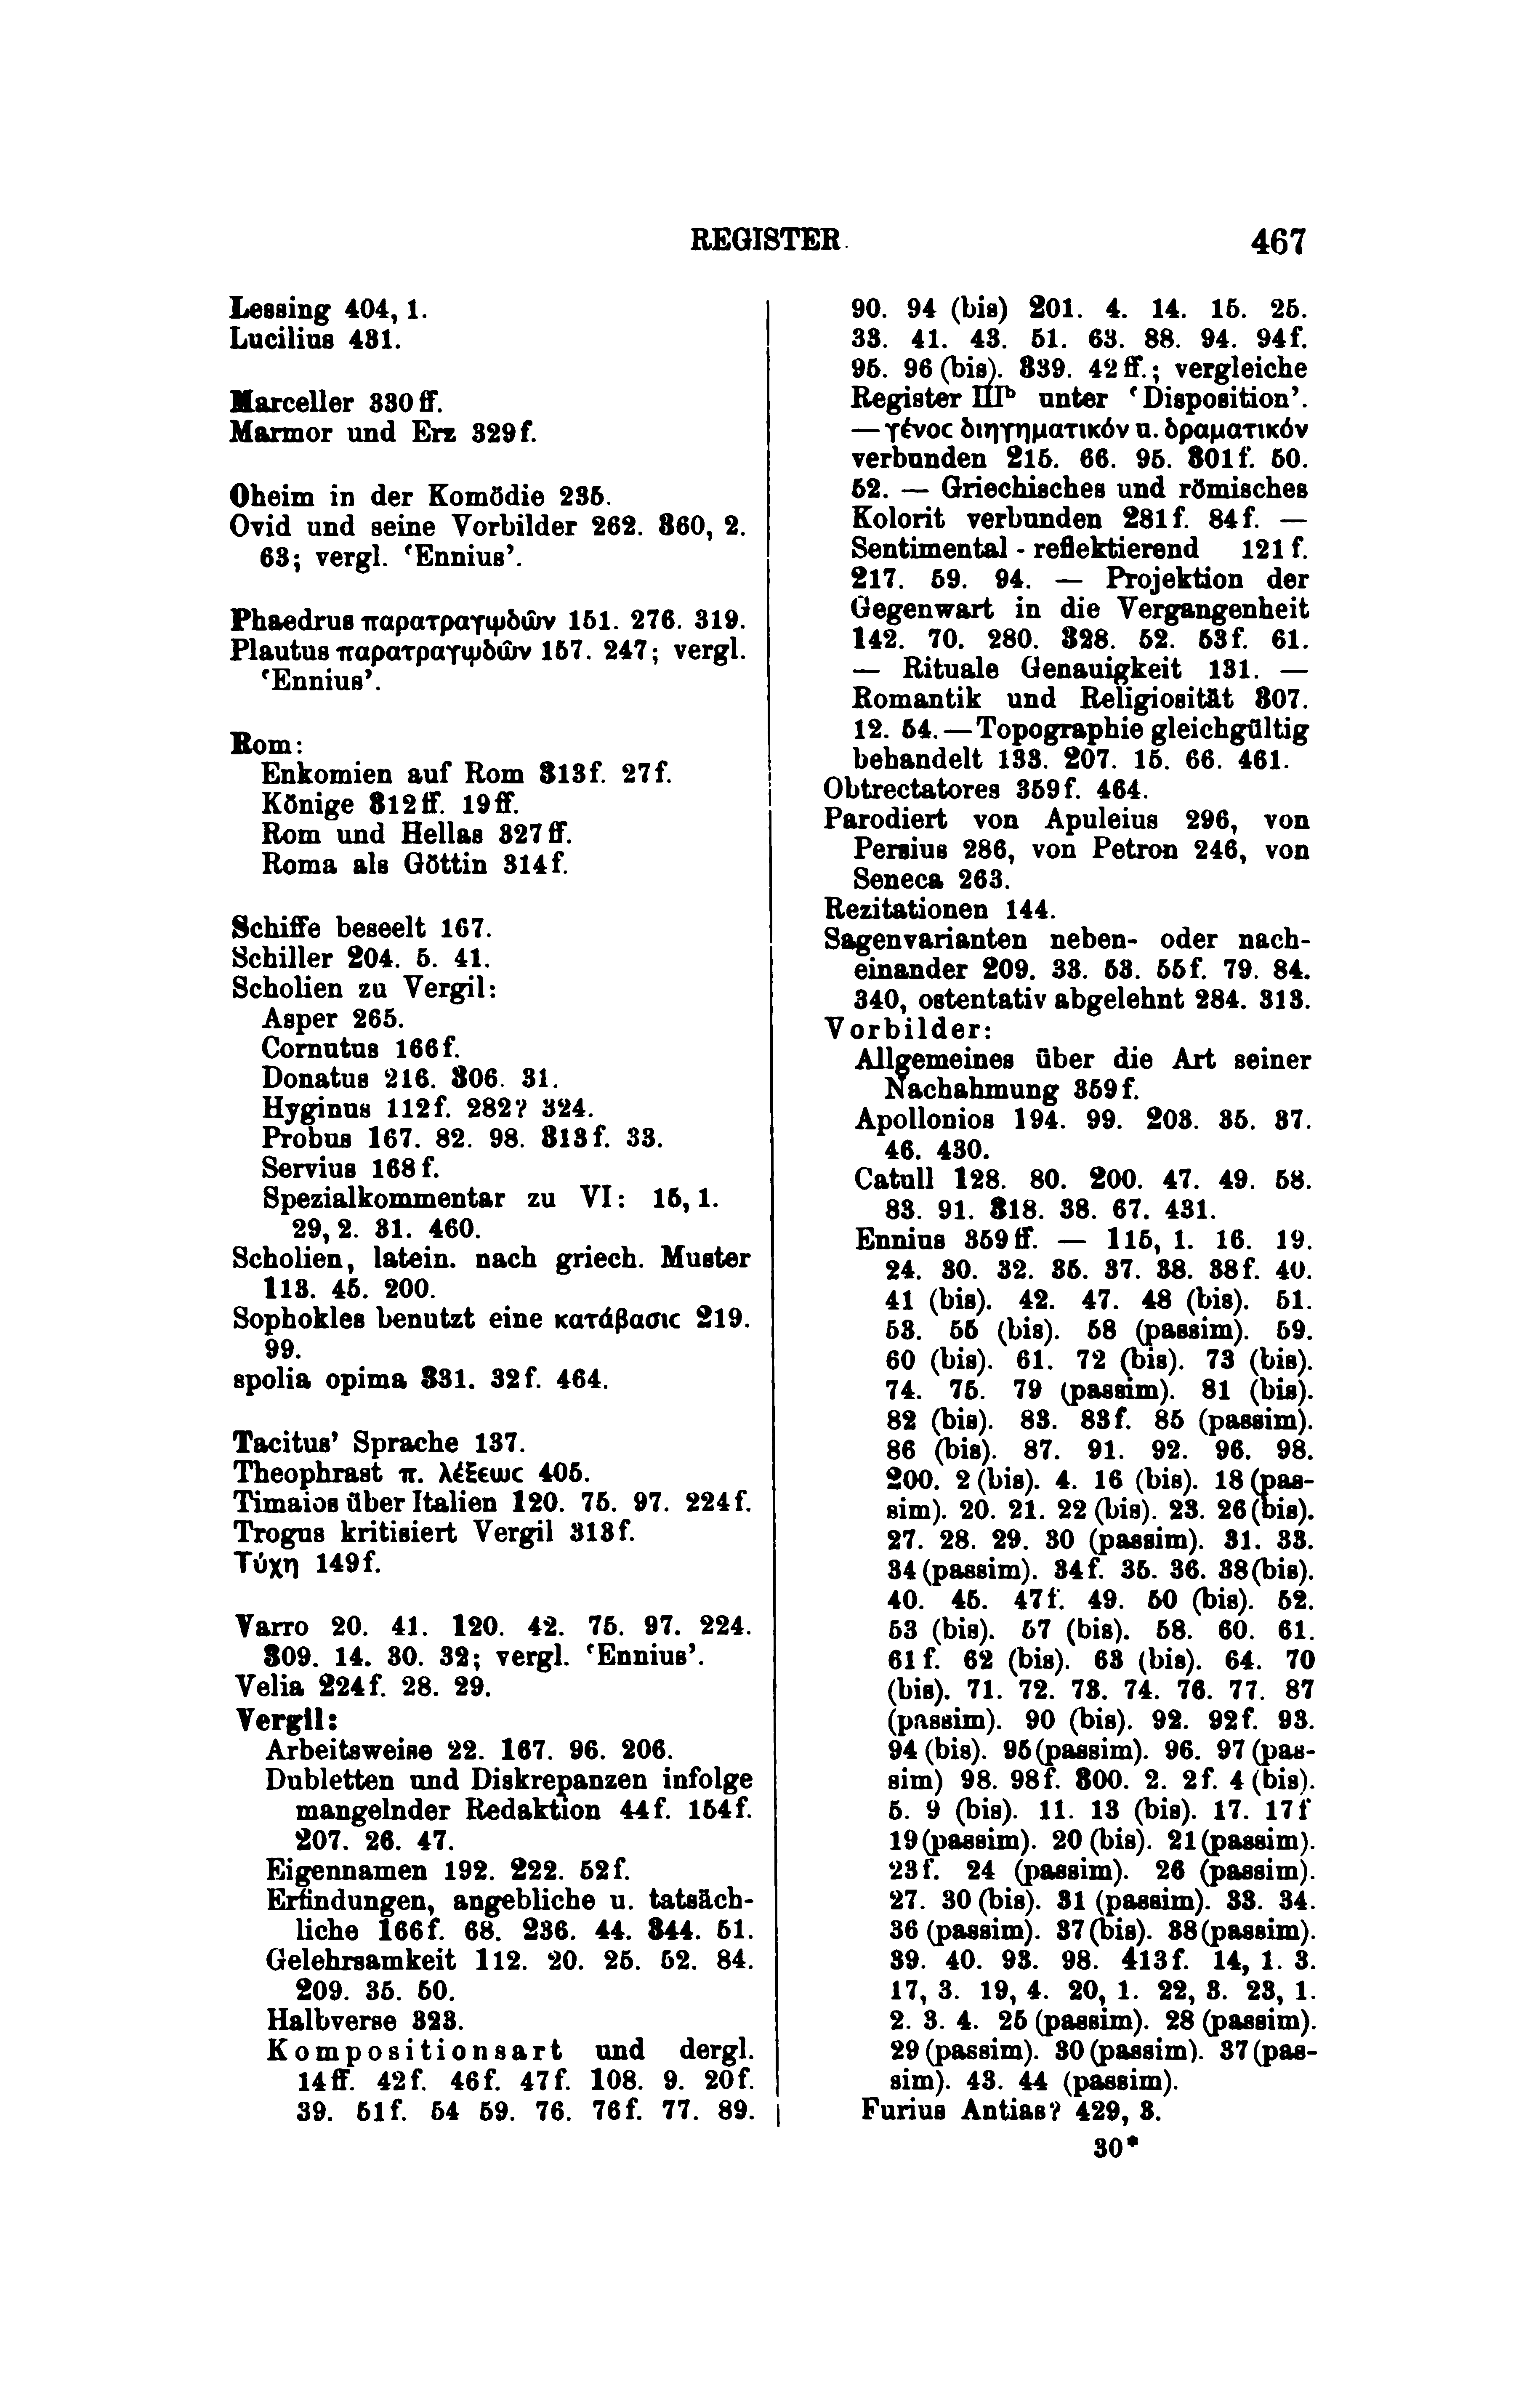 REGISTER 467
Lessing 404, 1.
Lucilius 431.
Marceller 330 ff.
Marmor und Erz 329 f.
Oheim in der Komödie 235.
Ovid und seine Vorbilder 262. 360, 2.
63; vergl. ‘Ennius’.
Phaedrus παρατραγῳδῶν 151. 276. 319.
Plautus παρατραγῳδῶν 157. 247; vergl.
‘Ennius’.
Rom:
Enkomien auf Rom 313 f. 27 f.
Könige 312 ff. 19 ff.
Rom und Hellas 327 ff.
Roma als Göttin 314 f.
Schiffe beseelt 167.
Schiller 204. 5. 41.
Scholien zu Vergil:
Asper 265.
Cornutus 166 f.
Donatus 216. 306. 31.
Hyginus 112 f. 282? 324.
Probus 167. 82. 98. 313 f. 33.
Servius 168 f.
Spezialkommentar zu VI: 15, 1.
29, 2. 31. 460.
Scholien, latein. nach griech. Muster
113. 45. 200.
Sophokles benutzt eine κατάβασις 219.
99.
spolia opima 331. 32 f. 464.
Tacitus’ Sprache 137.
Theophrast π. λέξεως 405.
Timaios über Italien 120. 75. 97. 224 f.
Trogus kritisiert Vergil 313 f.
Τύχη 149 f.
Varro 20. 41. 120. 42. 75. 97. 224.
309. 14. 30. 32; vergl. ‘Ennius’.
Velia 224 f. 28. 29.
Vergil:
Arbeitsweise 22. 167. 96. 206.
Dubletten und Diskrepanzen infolge
mangelnder Redaktion 44 f. 154 f.
207. 26. 47.
Eigennamen 192. 222. 52 f.
Erfindungen, angebliche u. tatsäch-
liche 166 f. 68. 236. 44. 344. 51.
Gelehrsamkeit 112. 20. 25. 52. 84.
209. 35. 50.
Halbverse 323.
Kompositionsart und dergl.
14 ff. 42 f. 46 f. 47 f. 108. 9. 20 f.
39. 51 f. 54 59. 76. 76 f. 77. 89.
90. 94 (bis) 201. 4. 14. 15. 25.
33. 41. 43. 51. 63. 88. 94. 94 f.
95. 96 (bis). 339. 42 ff.; vergleiche
Register IIIᵇ unter ‘Disposition’.
— γένος διηγηματικόν u. δραματικόν
verbunden 215. 66. 95. 301 f. 50.
52. — Griechisches und römisches
Kolorit verbunden 281 f. 84 f. —
Sentimental - reflektierend 121 f.
217. 59. 94. — Projektion der
Gegenwart in die Vergangenheit
142. 70. 280. 328. 52. 53 f. 61.
— Rituale Genauigkeit 131. —
Romantik und Religiosität 307.
12. 54. — Topographie gleichgültig
behandelt 133. 207. 15. 66. 461.
Obtrectatores 359 f. 464.
Parodiert von Apuleius 296, von
Persius 286, von Petron 246, von
Seneca 263.
Rezitationen 144.
Sagenvarianten neben- oder nach-
einander 209. 33. 53. 55 f. 79. 84.
340, ostentativ abgelehnt 284. 313.
Vorbilder:
Allgemeines über die Art seiner
Nachahmung 359 f.
Apollonios 194. 99. 203. 35. 37.
46. 430.
Catull 128. 80. 200. 47. 49. 58.
83. 91. 318. 38. 67. 431.
Ennius 359 ff. — 115, 1. 16. 19.
24. 30. 32. 35. 37. 38. 38 f. 40.
41 (bis). 42. 47. 48 (bis). 51.
53. 55 (bis). 58 (passim). 59.
60 (bis). 61. 72 (bis). 73 (bis).
74. 75. 79 (passim). 81 (bis).
82 (bis). 83. 83 f. 85 (passim).
86 (bis). 87. 91. 92. 96. 98.
200. 2 (bis). 4. 16 (bis). 18 (pas-
sim). 20. 21. 22 (bis). 23. 26 (bis).
27. 28. 29. 30 (passim). 31. 33.
34 (passim). 34 f. 35. 36. 38 (bis).
40. 45. 47 f. 49. 50 (bis). 52.
53 (bis). 57 (bis). 58. 60. 61.
61 f. 62 (bis). 63 (bis). 64. 70
(bis). 71. 72. 73. 74. 76. 77. 87
(passim). 90 (bis). 92. 92 f. 93.
94 (bis). 95 (passim). 96. 97 (pas-
sim) 98. 98 f. 300. 2. 2 f. 4 (bis).
5. 9 (bis). 11. 13 (bis). 17. 17 f
19 (passim). 20 (bis). 21 (passim).
23 f. 24 (passim). 26 (passim).
27. 30 (bis). 31 (passim). 33. 34.
36 (passim). 37 (bis). 38 (passim).
39. 40. 93. 98. 413 f. 14, 1. 3.
17, 3. 19, 4. 20, 1. 22, 3. 23, 1.
2. 3. 4. 25 (passim). 28 (passim).
29 (passim). 30 (passim). 37 (pas-
sim). 43. 44 (passim).
Furius Antias? 429, 3.
30*